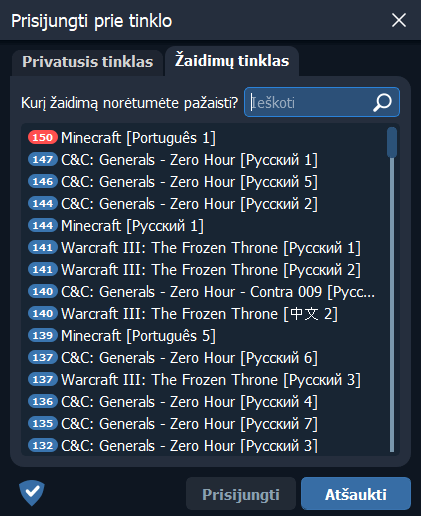 Prisijungti prie tinklo
Privatusis tinklas
Žaidimų tinklas
Kurį žaidimą norėtumėte pažaisti?
Ieškoti
150 Minecraft [Português 1]
147 C&C: Generals - Zero Hour [Русский 1]
146 C&C: Generals - Zero Hour [Русский 5]
144 C&C: Generals - Zero Hour [Русский 2]
144 Minecraft [Русский 1]
141 Warcraft III: The Frozen Throne [Русский 1]
141 Warcraft III: The Frozen Throne [Русский 2]
140 C&C: Generals - Zero Hour - Contra 009 [Русс...
140 Warcraft III: The Frozen Throne [中文 2]
139 Minecraft [Português 5]
137 C&C: Generals - Zero Hour [Русский 6]
137 Warcraft III: The Frozen Throne [Русский 3]
136 C&C: Generals - Zero Hour [Русский 4]
135 C&C: Generals - Zero Hour [Русский 7]
132 C&C: Generals - Zero Hour [Русский 3]
Prisijungti
Atšaukti